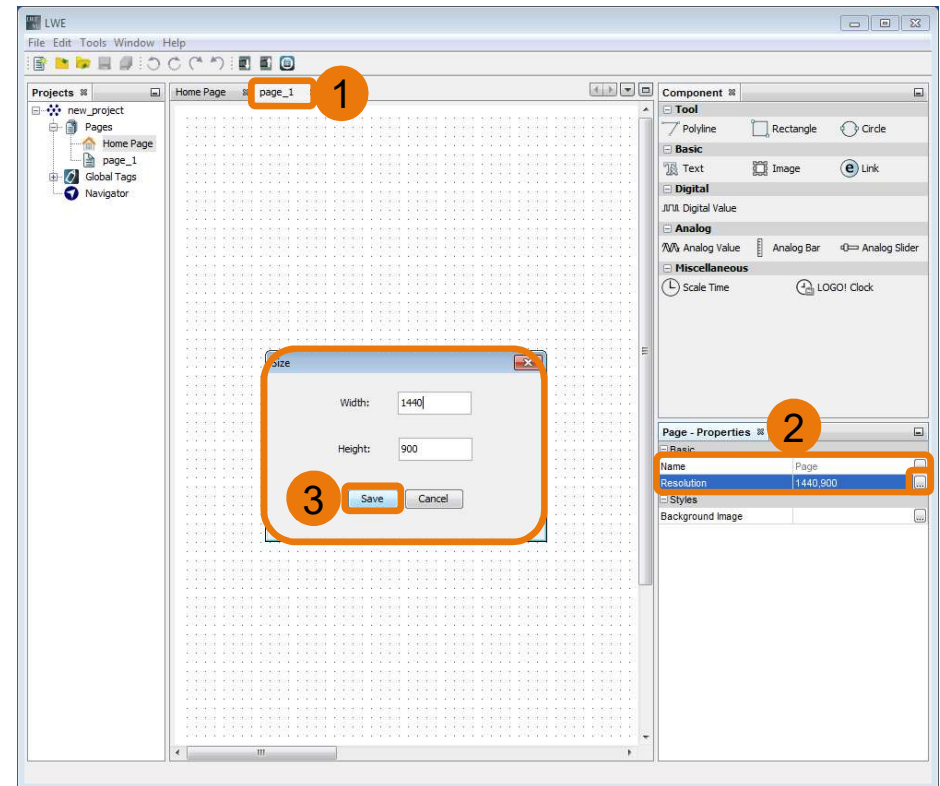 LWE
File Edit Tools Window Help
Projects
new_project
Pages
Home Page
page_1
Global Tags
Navigator
Home Page page_1
1
Size
Width: 1440
Height: 900
3
Save Cancel
Component
Tool
Polyline Rectangle Circle
Basic
Text Image Link
Digital
Digital Value
Analog
Analog Value Analog Bar Analog Slider
Miscellaneous
Scale Time LOGO! Clock
Page - Properties
2
Basic
Name Page
Resolution 1440,900 ...
Styles
Background Image ...